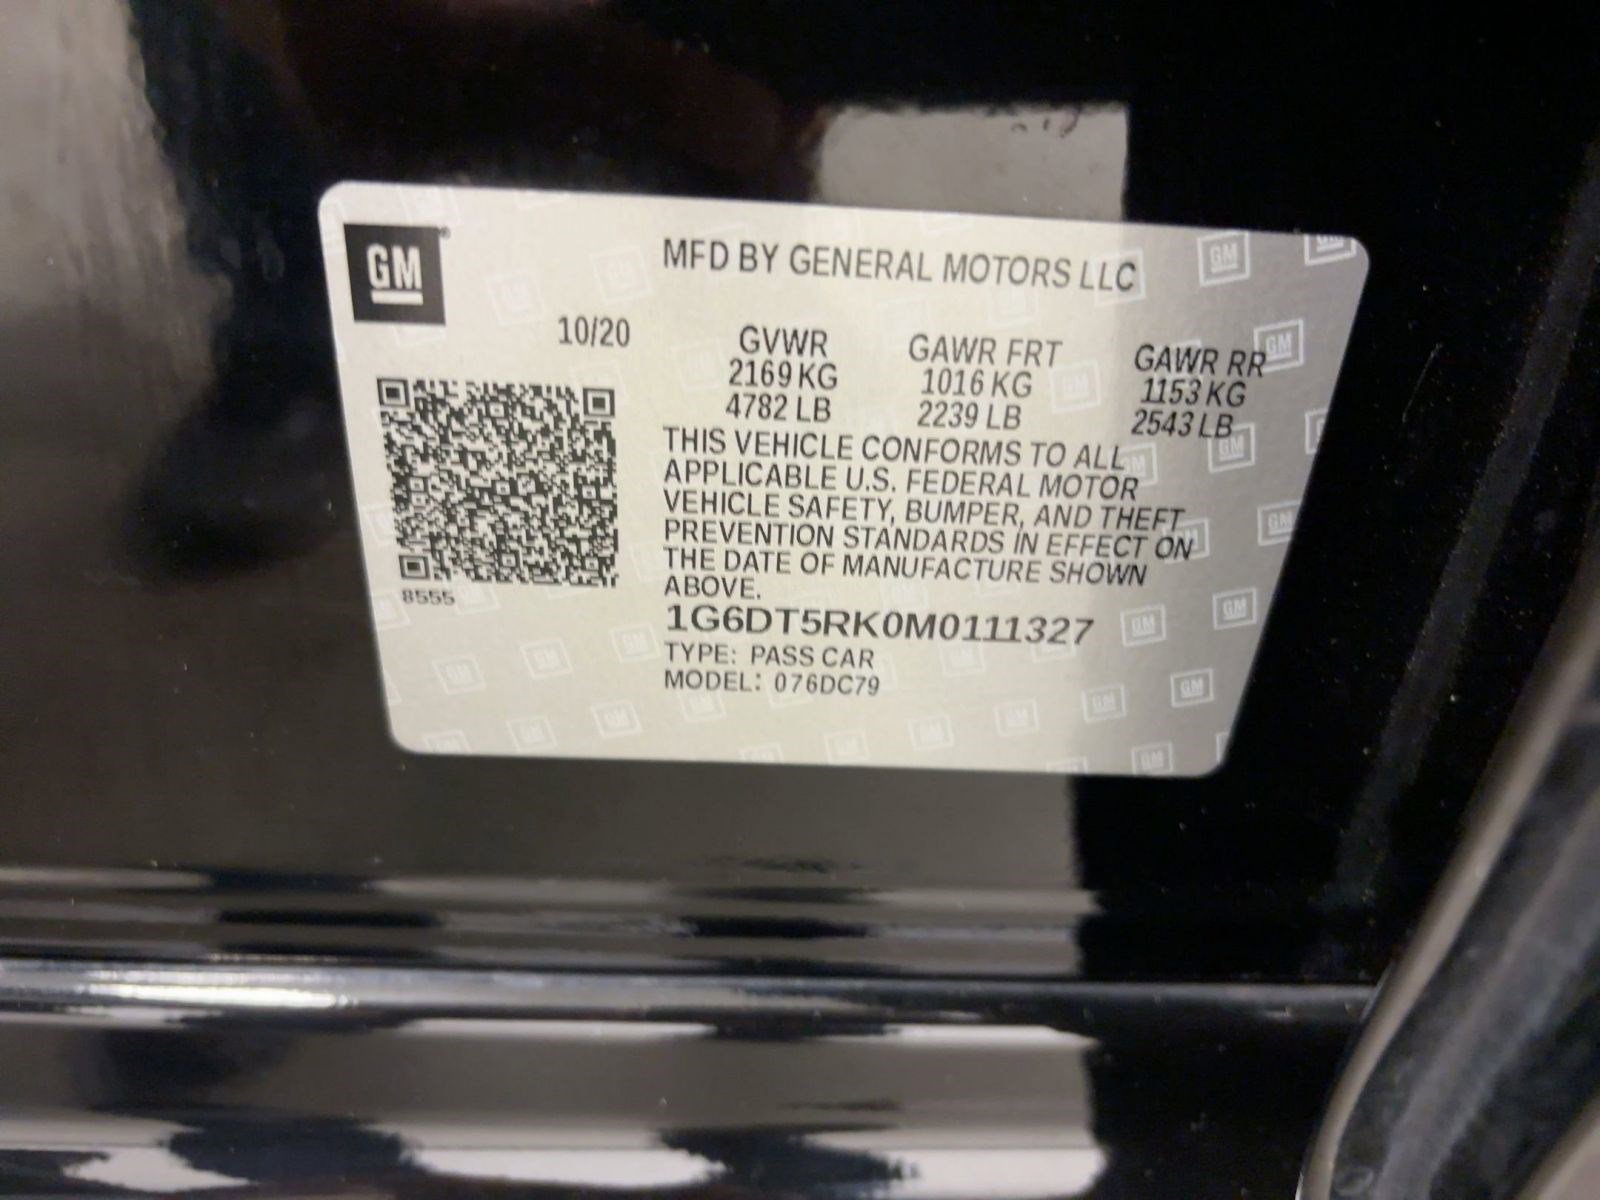 GM
MFD BY GENERAL MOTORS LLC
10/20
GVWR GAWR FRT GAWR RR
2169 KG 1016 KG 1153 KG
4782 LB 2239 LB 2543 LB
THIS VEHICLE CONFORMS TO ALL
APPLICABLE U.S. FEDERAL MOTOR
VEHICLE SAFETY, BUMPER, AND THEFT
PREVENTION STANDARDS IN EFFECT ON
THE DATE OF MANUFACTURE SHOWN
ABOVE.
8555
1G6DT5RK0M0111327
TYPE: PASS CAR
MODEL: 076DC79